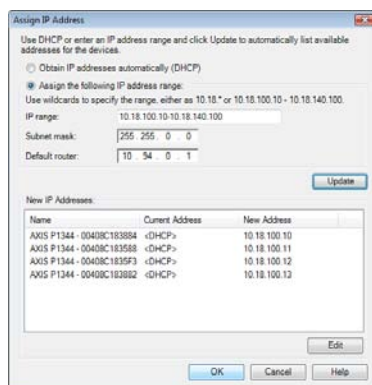 Assign IP Address
Use DHCP or enter an IP address range and click Update to automatically list available
addresses for the devices.
Obtain IP addresses automatically (DHCP)
Assign the following IP address range:
Use wildcards to specify the range, either as 10.18.* or 10.18.100.10 - 10.18.140.100.
IP range: 10.18.100.10-10.18.140.100
Subnet mask: 255 . 255 . 0 . 0
Default router: 10 . 54 . 0 . 1
Update
New IP Addresses:
Name Current Address New Address
AXIS P1344 - 00408C183884 <DHCP> 10.18.100.10
AXIS P1344 - 00408C183588 <DHCP> 10.18.100.11
AXIS P1344 - 00408C1835F3 <DHCP> 10.18.100.12
AXIS P1344 - 00408C183882 <DHCP> 10.18.100.13
Edit
OK Cancel Help